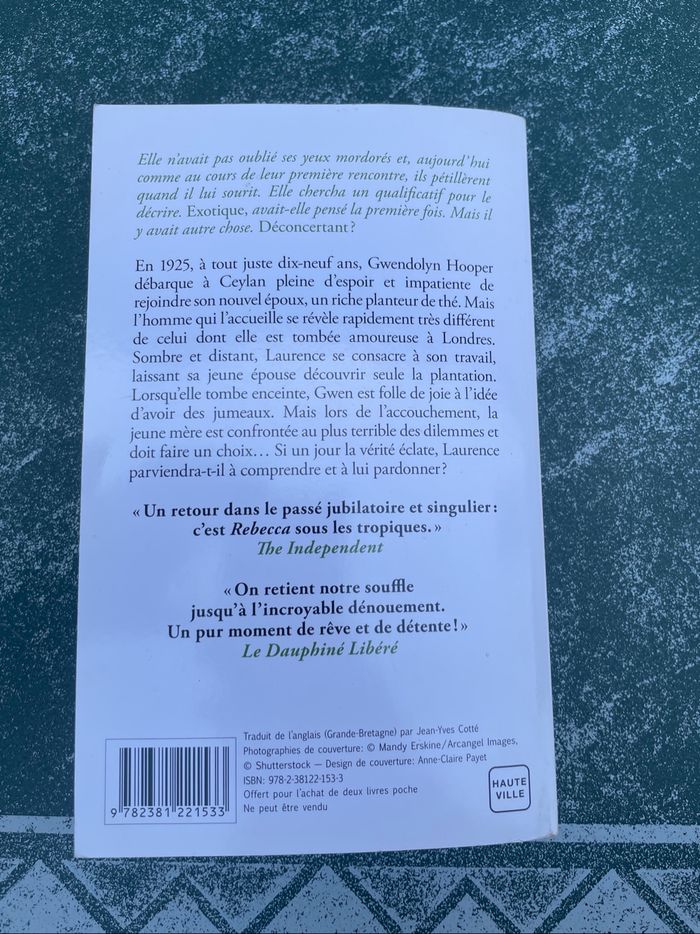 Elle n'avait pas oublié ses yeux mordorés et, aujourd'hui
comme au cours de leur première rencontre, ils pétillèrent
quand il lui sourit. Elle chercha un qualificatif pour le
décrire. Exotique, avait-elle pensé la première fois. Mais il
y avait autre chose. Déconcertant ?
En 1925, à tout juste dix-neuf ans, Gwendolyn Hooper
débarque à Ceylan pleine d'espoir et impatiente de
rejoindre son nouvel époux, un riche planteur de thé. Mais
l'homme qui l'accueille se révèle rapidement très différent
de celui dont elle est tombée amoureuse à Londres.
Sombre et distant, Laurence se consacre à son travail,
laissant sa jeune épouse découvrir seule la plantation.
Lorsqu'elle tombe enceinte, Gwen est folle de joie à l'idée
d'avoir des jumeaux. Mais lors de l'accouchement, la
jeune mère est confrontée au plus terrible des dilemmes et
doit faire un choix... Si un jour la vérité éclate, Laurence
parviendra-t-il à comprendre et à lui pardonner ?
« Un retour dans le passé jubilatoire et singulier :
c'est Rebecca sous les tropiques. »
The Independent
« On retient notre souffle
jusqu'à l'incroyable dénouement.
Un pur moment de rêve et de détente ! »
Le Dauphiné Libéré
Traduit de l'anglais (Grande-Bretagne) par Jean-Yves Cotté
Photographies de couverture: © Mandy Erskine/Arcangel Images,
© Shutterstock — Design de couverture: Anne-Claire Payet
ISBN: 978-2-38122-153-3
Offert pour l'achat de deux livres poche
Ne peut être vendu
9 782381 221533
HAUTE
VILLE